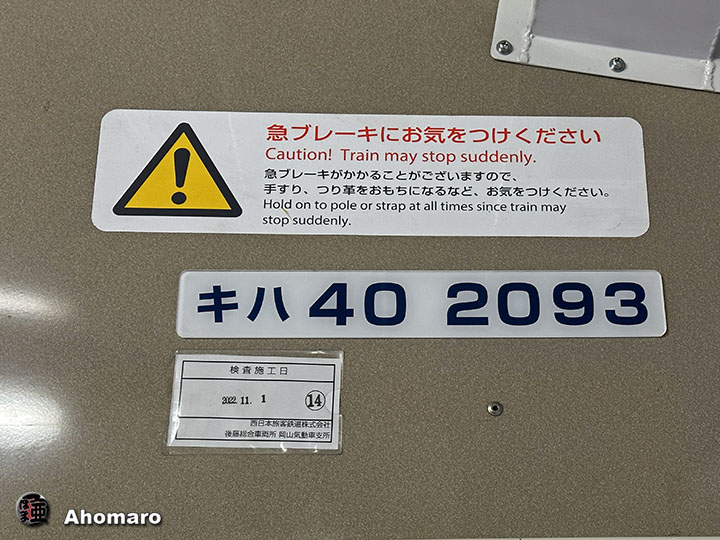 急ブレーキにお気をつけください
Caution! Train may stop suddenly.
急ブレーキがかかることがございますので、
手すり、つり革をおもちになるなど、お気をつけください。
Hold on to pole or strap at all times since train may
stop suddenly.
キハ 40 2093
検査施工日
2022.11. 1 ⑭
西日本旅客鉄道株式会社
後藤総合車両所 岡山気動車支所
Ahomaro